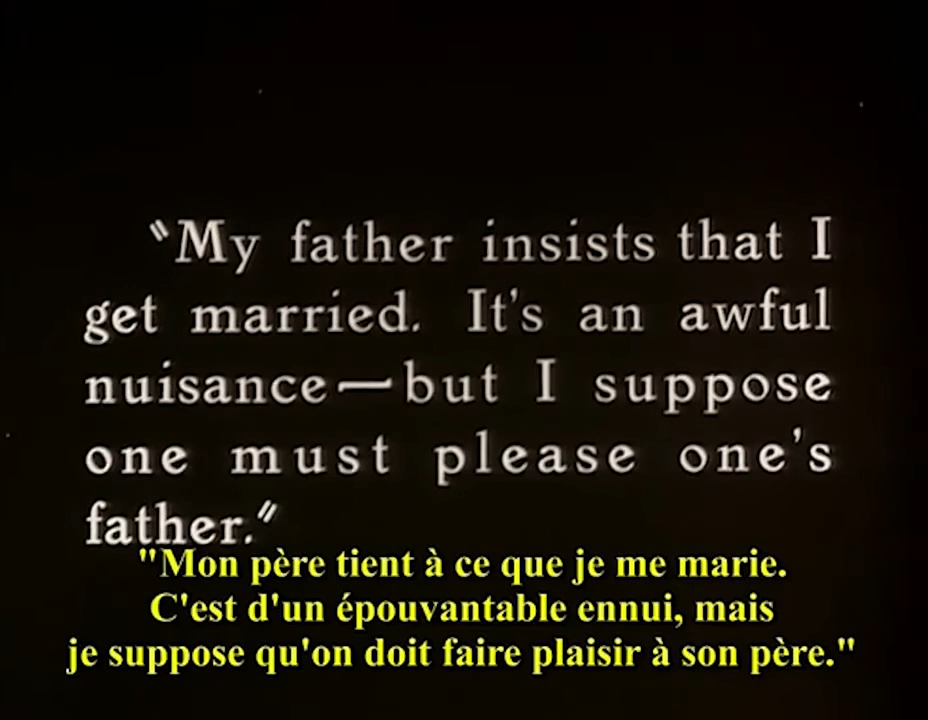 "My father insists that I
get married. It's an awful
nuisance—but I suppose
one must please one's
father."
"Mon père tient à ce que je me marie.
C'est d'un épouvantable ennui, mais
je suppose qu'on doit faire plaisir à son père."